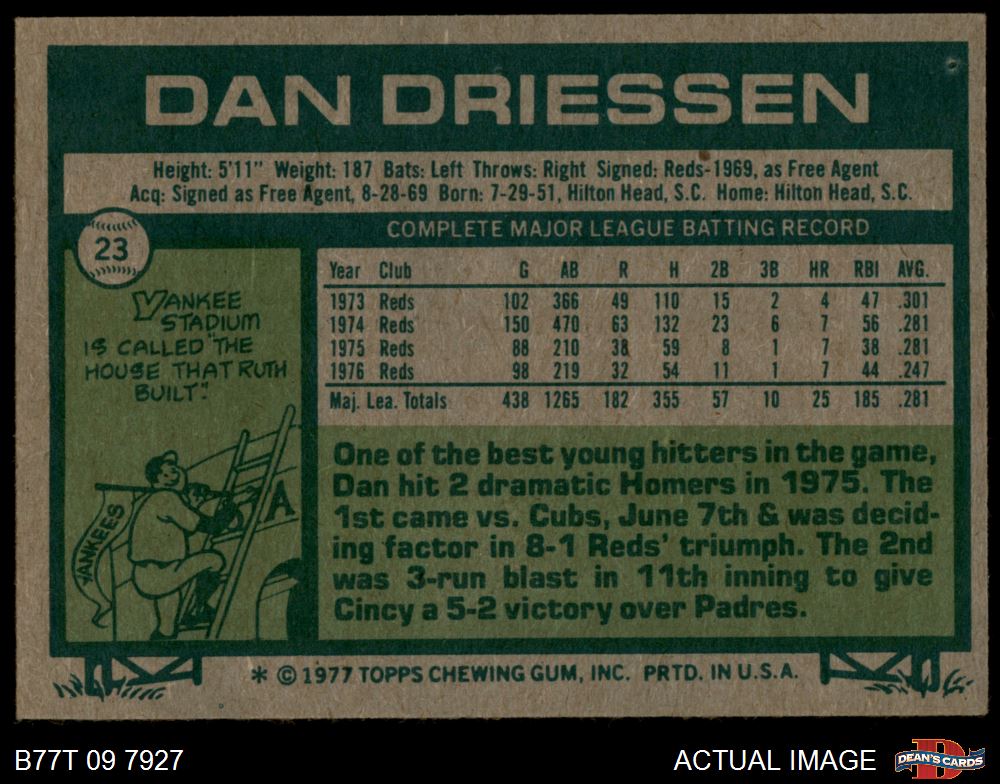 DAN DRIESSEN
Height: 5'11" Weight: 187 Bats: Left Throws: Right Signed: Reds-1969, as Free Agent
Acq: Signed as Free Agent, 8-28-69 Born: 7-29-51, Hilton Head, S.C. Home: Hilton Head, S.C.
23
YANKEE
STADIUM
IS CALLED "THE
HOUSE THAT RUTH
BUILT."
YANKEES
A
COMPLETE MAJOR LEAGUE BATTING RECORD
Year Club G AB R H 2B 3B HR RBI AVG.
1973 Reds 102 366 49 110 15 2 4 47 .301
1974 Reds 150 470 63 132 23 6 7 56 .281
1975 Reds 88 210 38 59 8 1 7 38 .281
1976 Reds 98 219 32 54 11 1 7 44 .247
Maj. Lea. Totals 438 1265 182 355 57 10 25 185 .281
One of the best young hitters in the game,
Dan hit 2 dramatic Homers in 1975. The
1st came vs. Cubs, June 7th & was decid-
ing factor in 8-1 Reds' triumph. The 2nd
was 3-run blast in 11th inning to give
Cincy a 5-2 victory over Padres.
* © 1977 TOPPS CHEWING GUM, INC. PRTD. IN U.S.A.
B77T 09 7927
ACTUAL IMAGE
D
DEAN'S CARDS